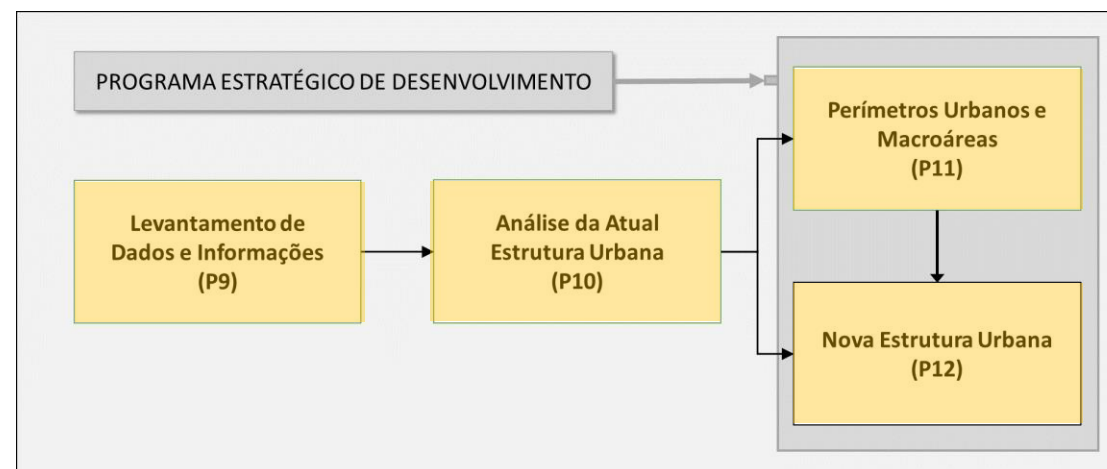 PROGRAMA ESTRATÉGICO DE DESENVOLVIMENTO
Levantamento de
Dados e Informações
(P9)
Análise da Atual
Estrutura Urbana
(P10)
Perímetros Urbanos e
Macroáreas
(P11)
Nova Estrutura Urbana
(P12)